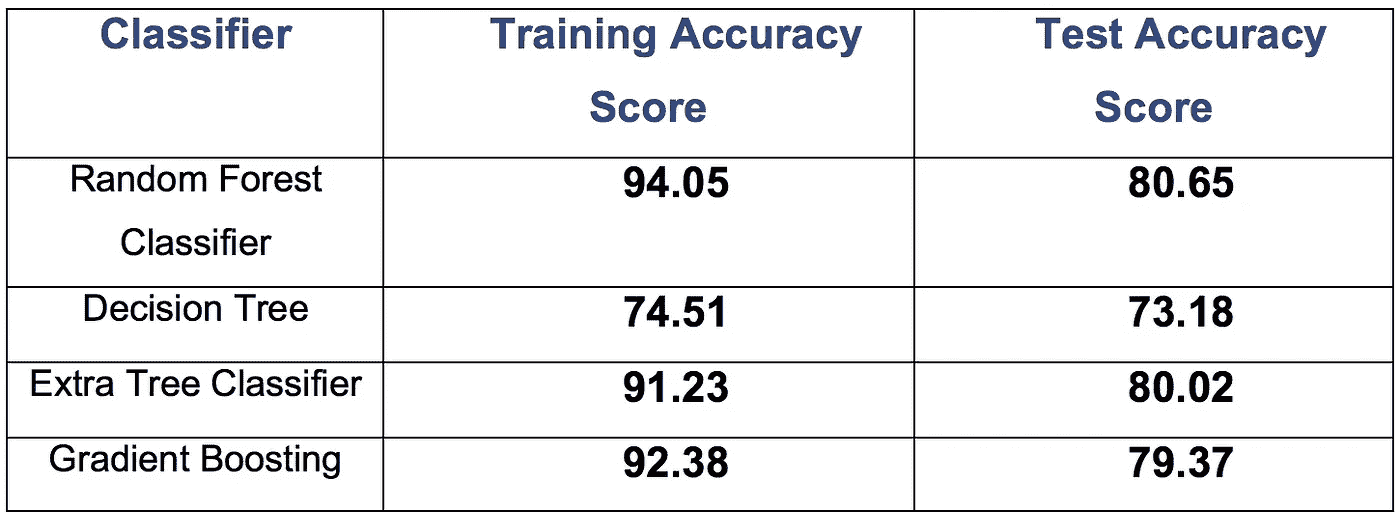 Classifier Training Accuracy Test Accuracy
Score Score
Random Forest 94.05 80.65
Classifier
Decision Tree 74.51 73.18
Extra Tree Classifier 91.23 80.02
Gradient Boosting 92.38 79.37